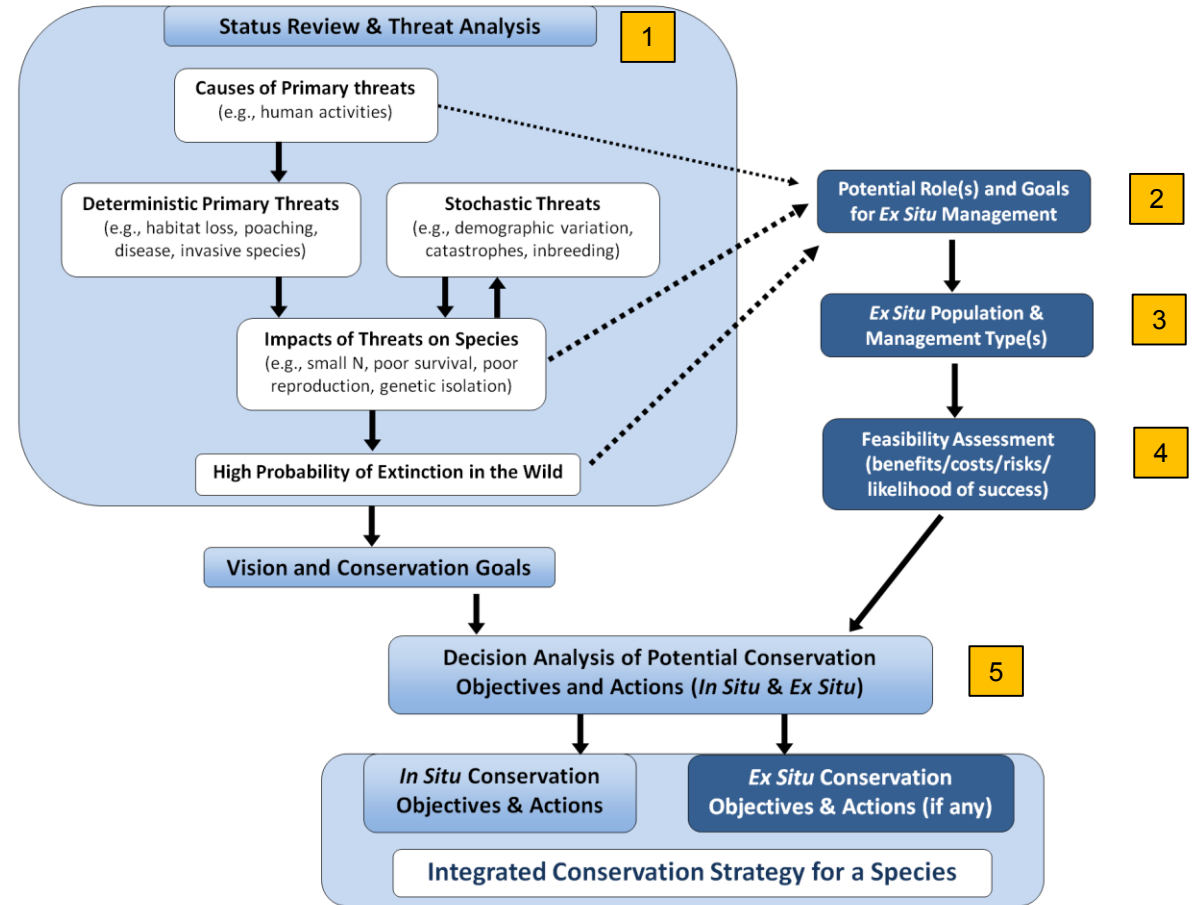 Status Review & Threat Analysis
1
Causes of Primary threats
(e.g., human activities)
Deterministic Primary Threats
(e.g., habitat loss, poaching,
disease, invasive species)
Stochastic Threats
(e.g., demographic variation,
catastrophes, inbreeding)
Impacts of Threats on Species
(e.g., small N, poor survival, poor
reproduction, genetic isolation)
High Probability of Extinction in the Wild
Potential Role(s) and Goals
for Ex Situ Management
2
Ex Situ Population &
Management Type(s)
3
Feasibility Assessment
(benefits/costs/risks/
likelihood of success)
4
Vision and Conservation Goals
Decision Analysis of Potential Conservation
Objectives and Actions (In Situ & Ex Situ)
5
In Situ Conservation
Objectives & Actions
Ex Situ Conservation
Objectives & Actions (if any)
Integrated Conservation Strategy for a Species